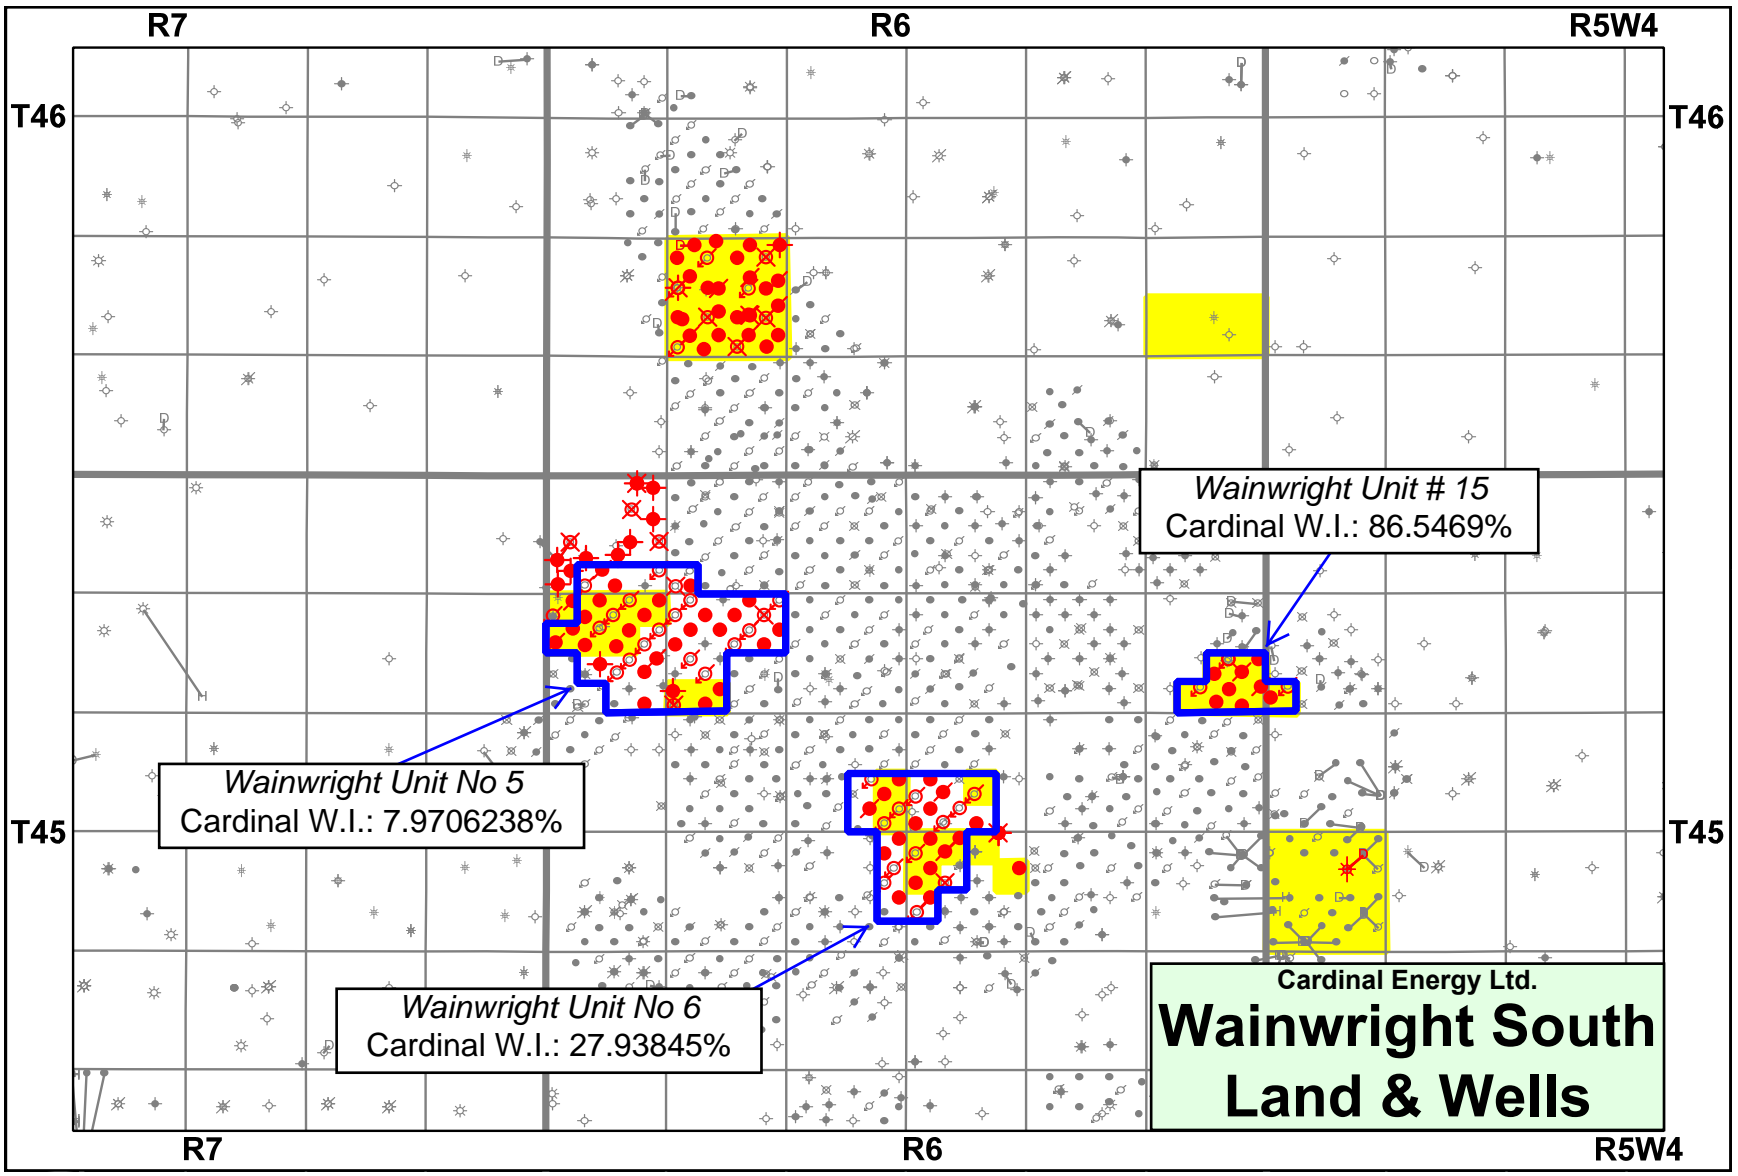 R7 R6 R5W4
T46 T46
Wainwright Unit # 15
Cardinal W.I.: 86.5469%
Wainwright Unit No 5
Cardinal W.I.: 7.9706238%
T45 T45
Wainwright Unit No 6
Cardinal W.I.: 27.93845%
Cardinal Energy Ltd.
Wainwright South
Land & Wells
R7 R6 R5W4